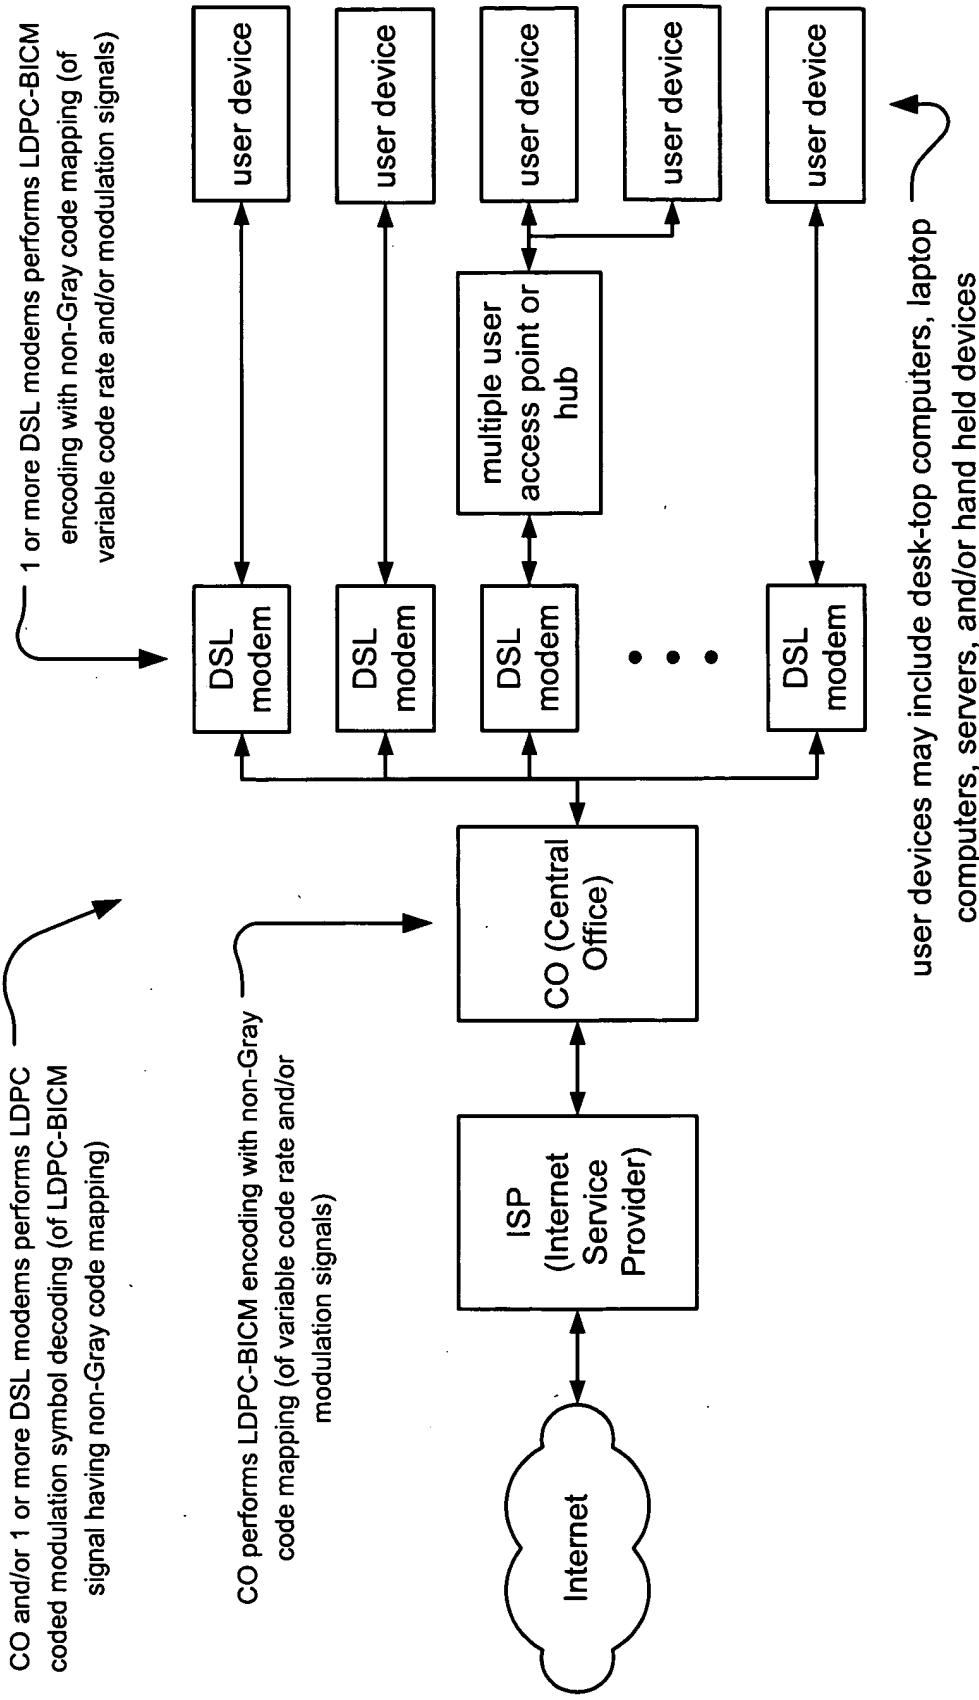 CO and/or 1 or more DSL modems performs LDPC
coded modulation symbol decoding (of LDPC-BICM
signal having non-Gray code mapping)
1 or more DSL modems performs LDPC-BICM
encoding with non-Gray code mapping (of
variable code rate and/or modulation signals)
CO performs LDPC-BICM encoding with non-Gray
code mapping (of variable code rate and/or
modulation signals)
Internet
ISP
(Internet
Service
Provider)
CO (Central
Office)
DSL
modem
user device
DSL
modem
user device
DSL
modem
multiple user
access point or
hub
user device
user device
DSL
modem
user device
user devices may include desk-top computers, laptop
computers, servers, and/or hand held devices